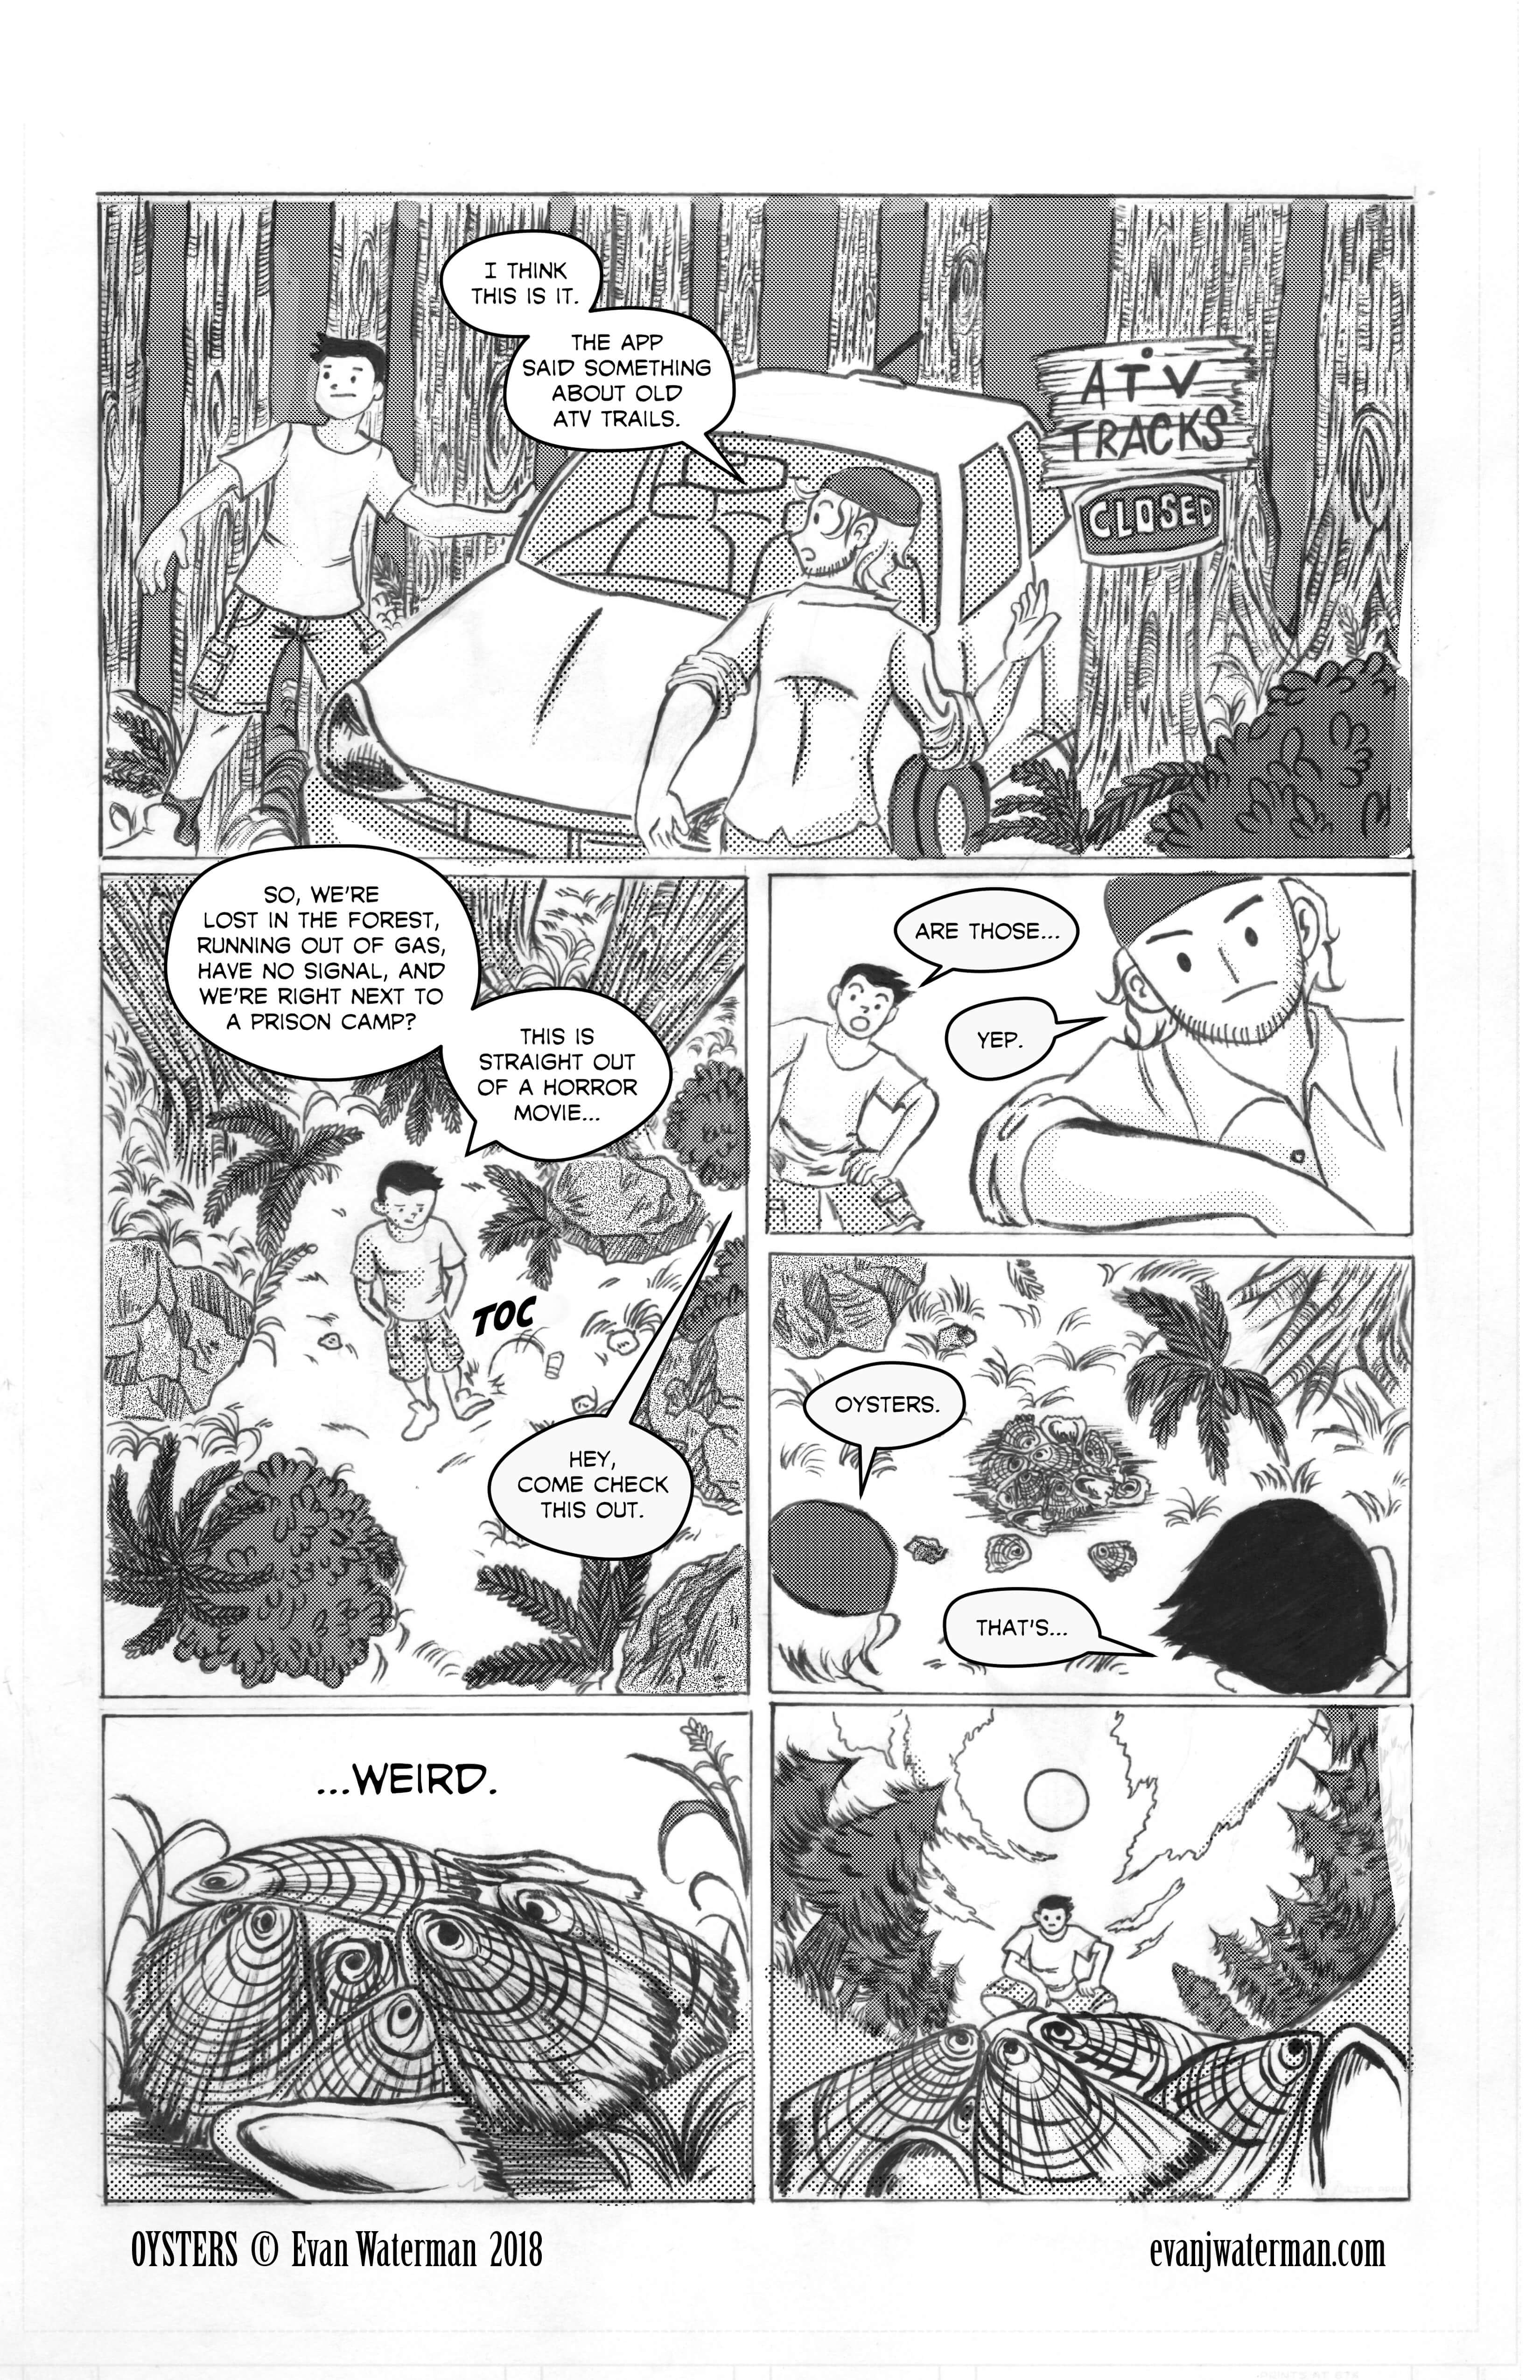 I THINK
THIS IS IT.
THE APP
SAID SOMETHING
ABOUT OLD
ATV TRAILS.
ATV
TRACKS
CLOSED
SO, WE'RE
LOST IN THE FOREST,
RUNNING OUT OF GAS,
HAVE NO SIGNAL, AND
WE'RE RIGHT NEXT TO
A PRISON CAMP?
THIS IS
STRAIGHT OUT
OF A HORROR
MOVIE...
TOC
HEY,
COME CHECK
THIS OUT.
ARE THOSE...
YEP.
OYSTERS.
THAT'S...
...WEIRD.
OYSTERS © Evan Waterman 2018
evanjwaterman.com